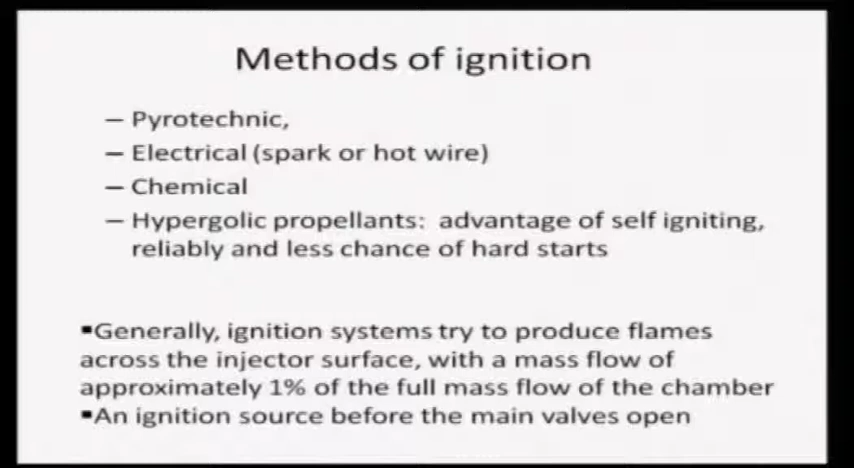 Methods of ignition
– Pyrotechnic,
– Electrical (spark or hot wire)
– Chemical
– Hypergolic propellants: advantage of self igniting,
reliably and less chance of hard starts
▪Generally, ignition systems try to produce flames
across the injector surface, with a mass flow of
approximately 1% of the full mass flow of the chamber
▪An ignition source before the main valves open